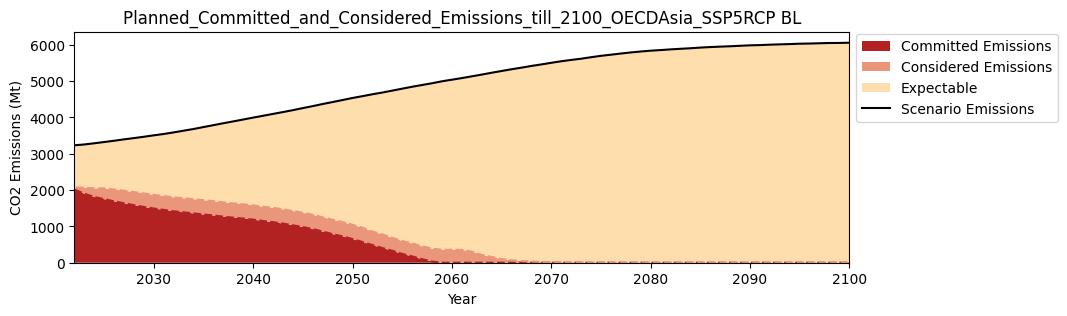 Planned_Committed_and_Considered_Emissions_till_2100_OECDAsia_SSP5RCP BL
CO2 Emissions (Mt)
6000
5000
4000
3000
2000
1000
0
2030 2040 2050 2060 2070 2080 2090 2100
Year
Committed Emissions
Considered Emissions
Expectable
Scenario Emissions